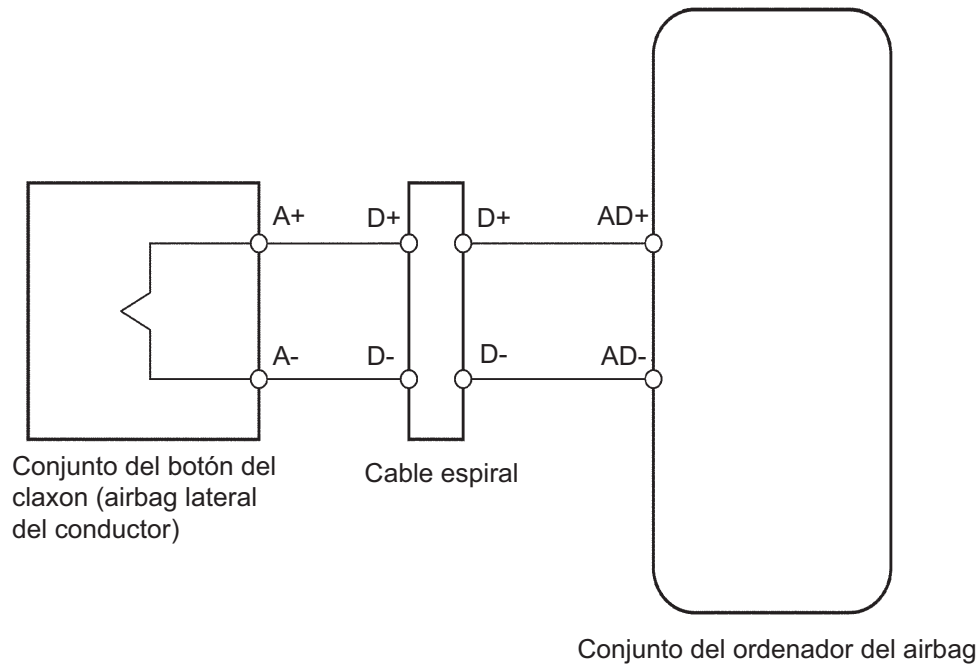 A+
D+
D+
AD+
A-
D-
D-
AD-
Conjunto del botón del
claxon (airbag lateral
del conductor)
Cable espiral
Conjunto del ordenador del airbag